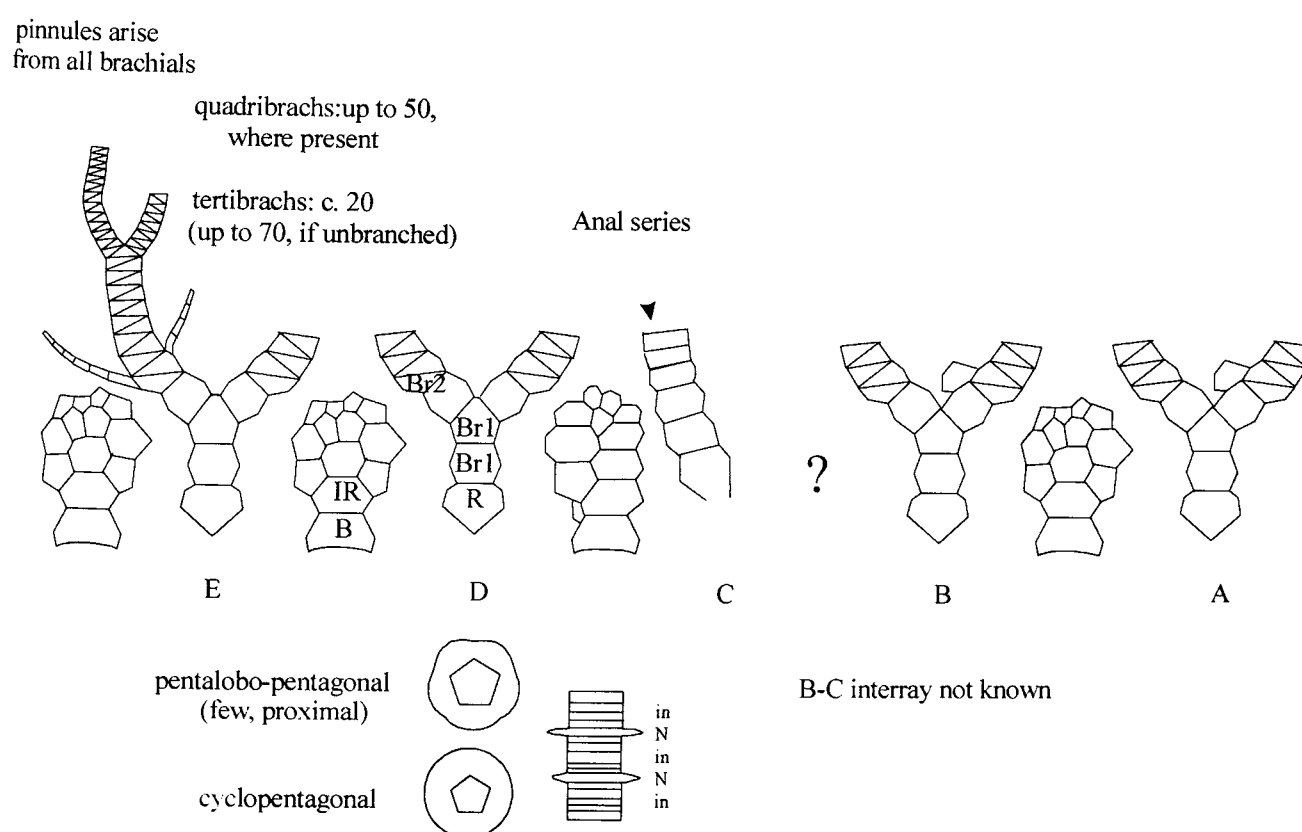 pinnules arise
from all brachials
quadribrachs:up to 50,
where present
tertibrachs: c. 20
(up to 70, if unbranched)
Anal series
Br2
Br1
Br1
IR
R
B
?
E
D
C
B
A
pentalobo-pentagonal
(few, proximal)
B-C interray not known
in
N
in
N
in
cyclopentagonal